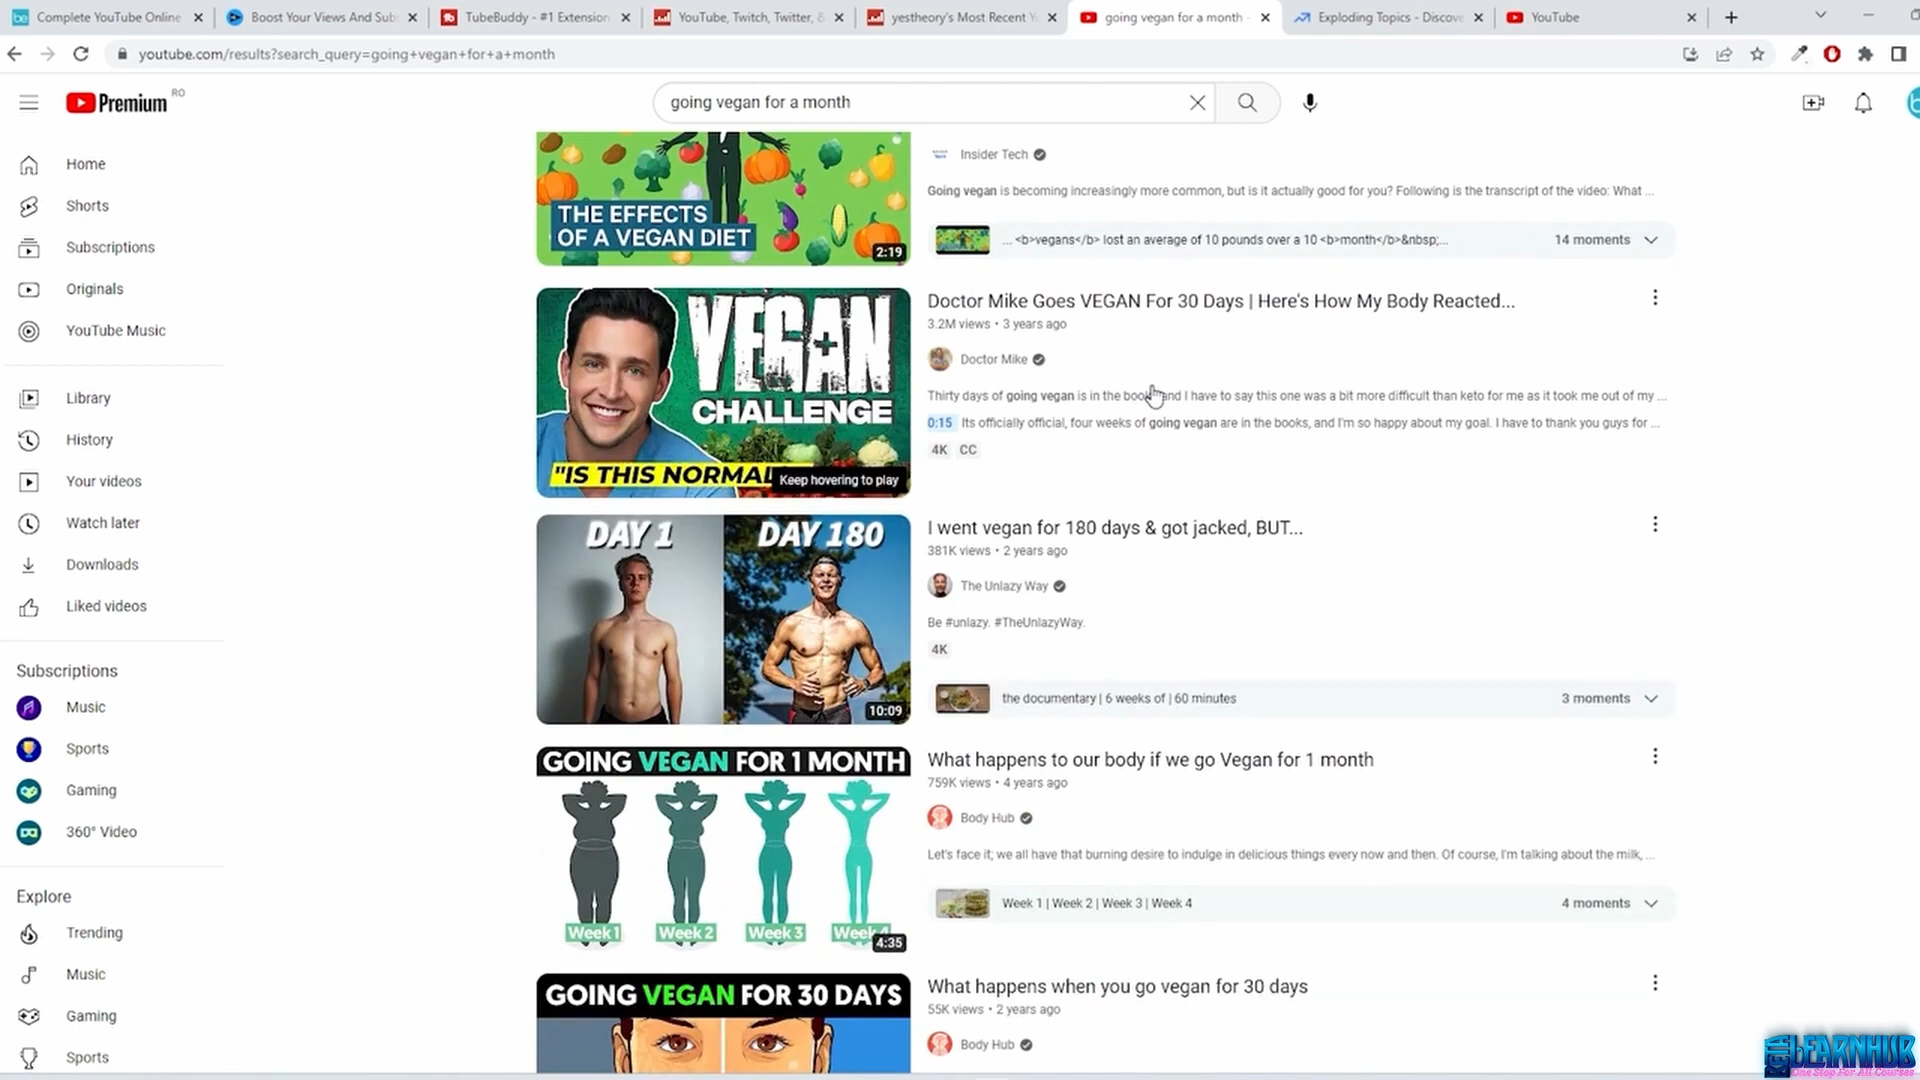 Complete YouTube Online
Boost Your Views And Sub
TubeBuddy - #1 Extension
YouTube, Twitch, Twitter, &
yestheory's Most Recent Y
going vegan for a month -
Exploding Topics - Discov
YouTube
youtube.com/results?search_query=going+vegan+for+a+month
Premium RO
going vegan for a month
Home
Shorts
Subscriptions
Originals
YouTube Music
Library
History
Your videos
Watch later
Downloads
Liked videos
Subscriptions
Music
Sports
Gaming
360° Video
Explore
Trending
Music
Gaming
Sports
THE EFFECTS
OF A VEGAN DIET
2:19
Insider Tech
Going vegan is becoming increasingly more common, but is it actually good for you? Following is the transcript of the video: What ...
... <b>vegans</b> lost an average of 10 pounds over a 10 <b>month</b>&nbsp;...
14 moments
VEGAN
CHALLENGE
"IS THIS NORMAL
Keep hovering to play
Doctor Mike Goes VEGAN For 30 Days | Here's How My Body Reacted...
3.2M views • 3 years ago
Doctor Mike
Thirty days of going vegan is in the and I have to say this one was a bit more difficult than keto for me as it took me out of my ...
0:15 Its officially official, four weeks of going vegan are in the books, and I'm so happy about my goal. I have to thank you guys for ...
4K CC
DAY 1
DAY 180
10:09
I went vegan for 180 days & got jacked, BUT...
381K views • 2 years ago
The Unlazy Way
Be #unlazy. #TheUnlazyWay.
4K
the documentary | 6 weeks of | 60 minutes
3 moments
GOING VEGAN FOR 1 MONTH
Week 1
Week 2
Week 3
Week
4:35
What happens to our body if we go Vegan for 1 month
759K views • 4 years ago
Body Hub
Let's face it; we all have that burning desire to indulge in delicious things every now and then. Of course, I'm talking about the milk, ...
Week 1 | Week 2 | Week 3 | Week 4
4 moments
GOING VEGAN FOR 30 DAYS
What happens when you go vegan for 30 days
55K views • 2 years ago
Body Hub
LEARNHUB
One Stop For All Courses